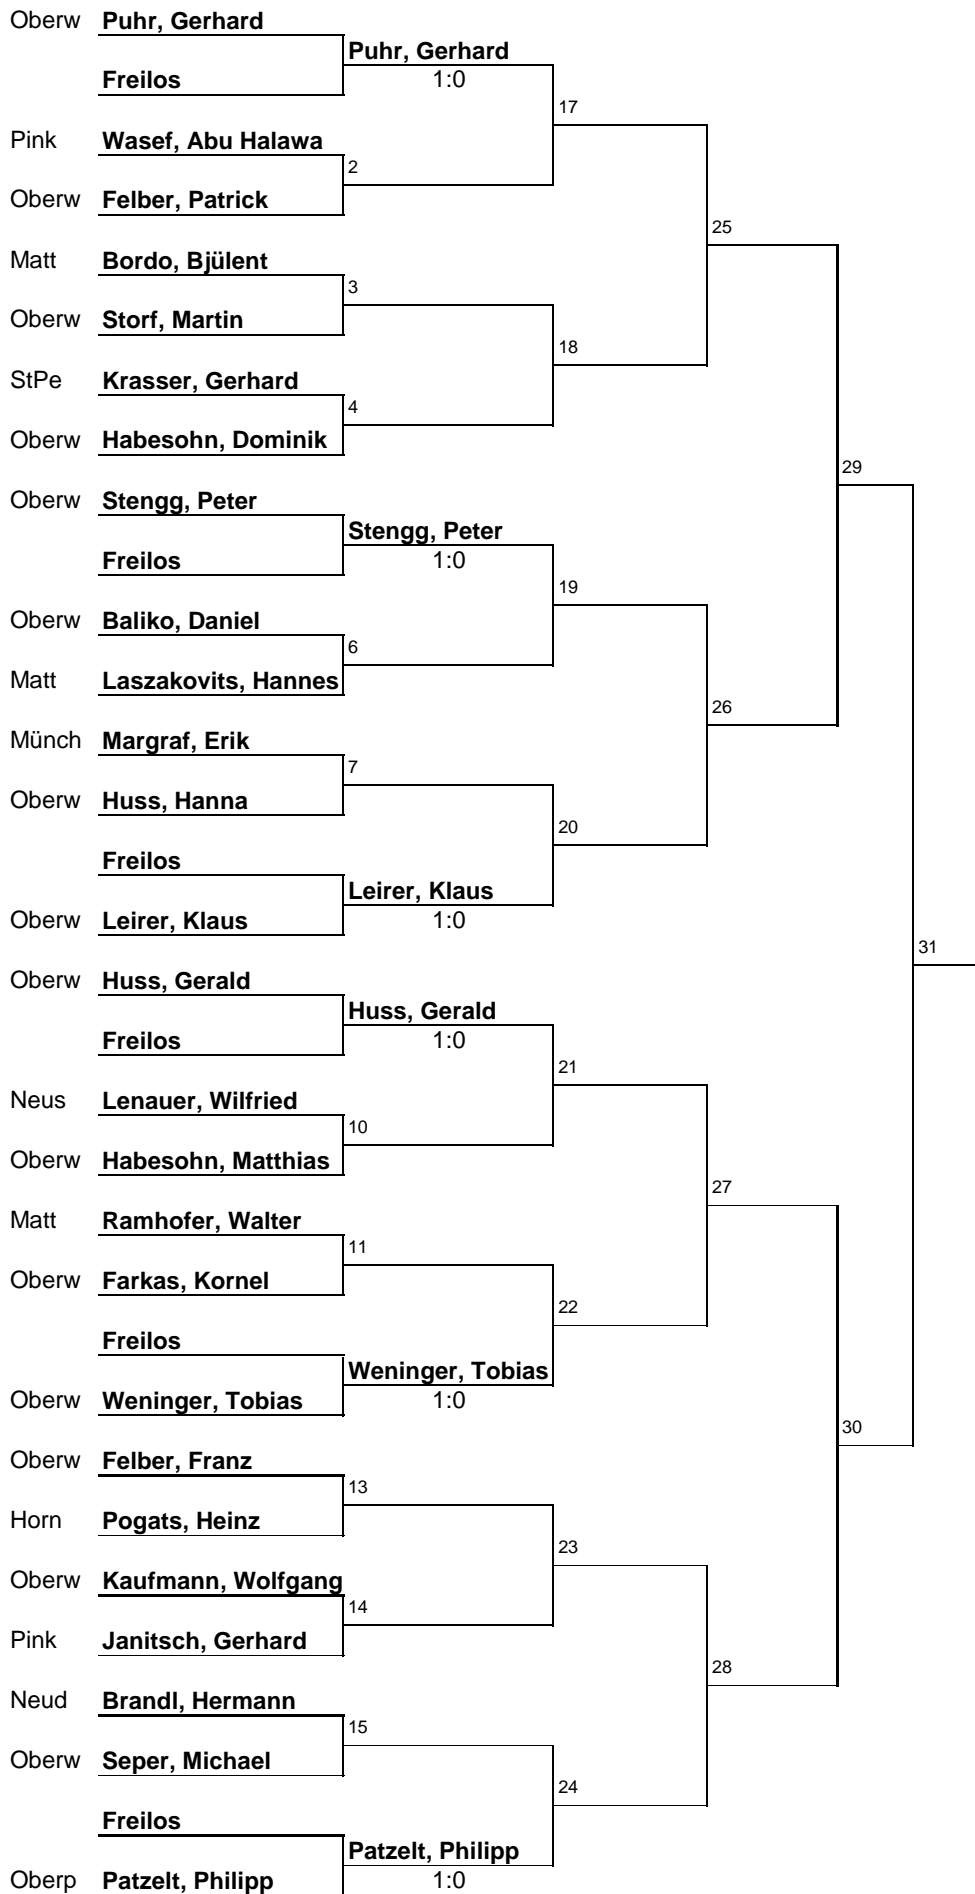 Oberw Puhr, Gerhard
Puhr, Gerhard
Freilos 1:0
17
Pink Wasef, Abu Halawa
2
Oberw Felber, Patrick
25
Matt Bordo, Bjülent
3
Oberw Storf, Martin
18
StPe Krasser, Gerhard
4
Oberw Habesohn, Dominik
29
Oberw Stengg, Peter
Stengg, Peter
Freilos 1:0
19
Oberw Baliko, Daniel
6
Matt Laszakovits, Hannes
26
Münch Margraf, Erik
7
Oberw Huss, Hanna
20
Freilos
Leirer, Klaus
Oberw Leirer, Klaus 1:0
31
Oberw Huss, Gerald
Huss, Gerald
Freilos 1:0
21
Neus Lenauer, Wilfried
10
Oberw Habesohn, Matthias
27
Matt Ramhofer, Walter
11
Oberw Farkas, Kornel
22
Freilos
Weninger, Tobias
Oberw Weninger, Tobias 1:0
30
Oberw Felber, Franz
13
Horn Pogats, Heinz
23
Oberw Kaufmann, Wolfgang
14
Pink Janitsch, Gerhard
28
Neud Brandl, Hermann
15
Oberw Seper, Michael
24
Freilos
Patzelt, Philipp
Oberp Patzelt, Philipp 1:0